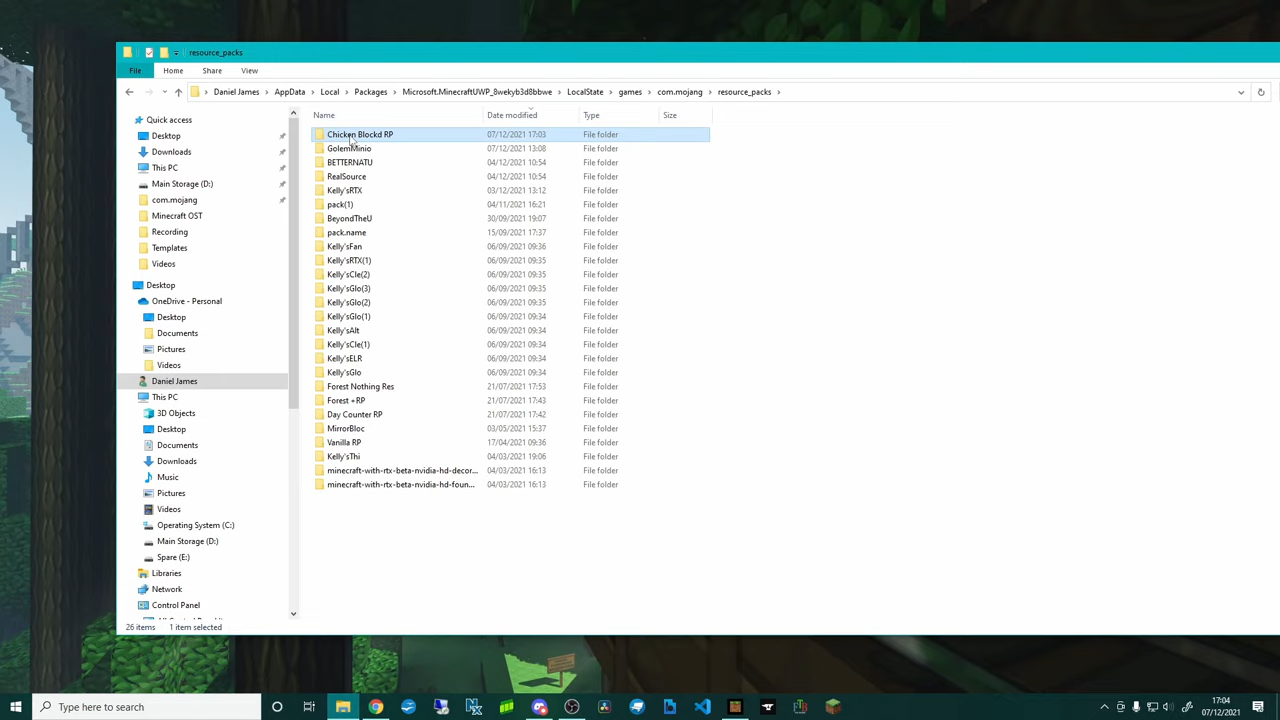 resource_packs
File Home Share View
Daniel James > AppData > Local > Packages > Microsoft.MinecraftUWP_8wekyb3d8bbwe > LocalState > games > com.mojang > resource_packs >
Name Date modified Type Size
Quick access
Desktop
Downloads
This PC
Main Storage (D:)
com.mojang
Minecraft OST
Recording
Templates
Videos
Desktop
OneDrive - Personal
Desktop
Documents
Pictures
Videos
Daniel James
This PC
3D Objects
Desktop
Documents
Downloads
Music
Pictures
Videos
Operating System (C:)
Main Storage (D:)
Spare (E:)
Libraries
Network
Control Panel
Chicken Blockd RP 07/12/2021 17:03 File folder
GolemMinio 07/12/2021 13:08 File folder
BETTERNATU 04/12/2021 10:54 File folder
RealSource 04/12/2021 10:54 File folder
Kelly'sRTX 03/12/2021 13:12 File folder
pack(1) 04/11/2021 16:21 File folder
BeyondTheU 30/09/2021 19:07 File folder
pack.name 15/09/2021 17:37 File folder
Kelly'sFan 06/09/2021 09:36 File folder
Kelly'sRTX(1) 06/09/2021 09:35 File folder
Kelly'sCle(2) 06/09/2021 09:35 File folder
Kelly'sGlo(3) 06/09/2021 09:35 File folder
Kelly'sGlo(2) 06/09/2021 09:35 File folder
Kelly'sGlo(1) 06/09/2021 09:34 File folder
Kelly'sAlt 06/09/2021 09:34 File folder
Kelly'sCle(1) 06/09/2021 09:34 File folder
Kelly'sELR 06/09/2021 09:34 File folder
Kelly'sGlo 06/09/2021 09:34 File folder
Forest Nothing Res 21/07/2021 17:53 File folder
Forest +RP 21/07/2021 17:43 File folder
Day Counter RP 21/07/2021 17:42 File folder
MirrorBloc 03/05/2021 15:37 File folder
Vanilla RP 17/04/2021 09:36 File folder
Kelly'sThi 04/03/2021 19:06 File folder
minecraft-with-rtx-beta-nvidia-hd-decor... 04/03/2021 16:13 File folder
minecraft-with-rtx-beta-nvidia-hd-foun... 04/03/2021 16:13 File folder
26 items 1 item selected
Type here to search
17:04
07/12/2021